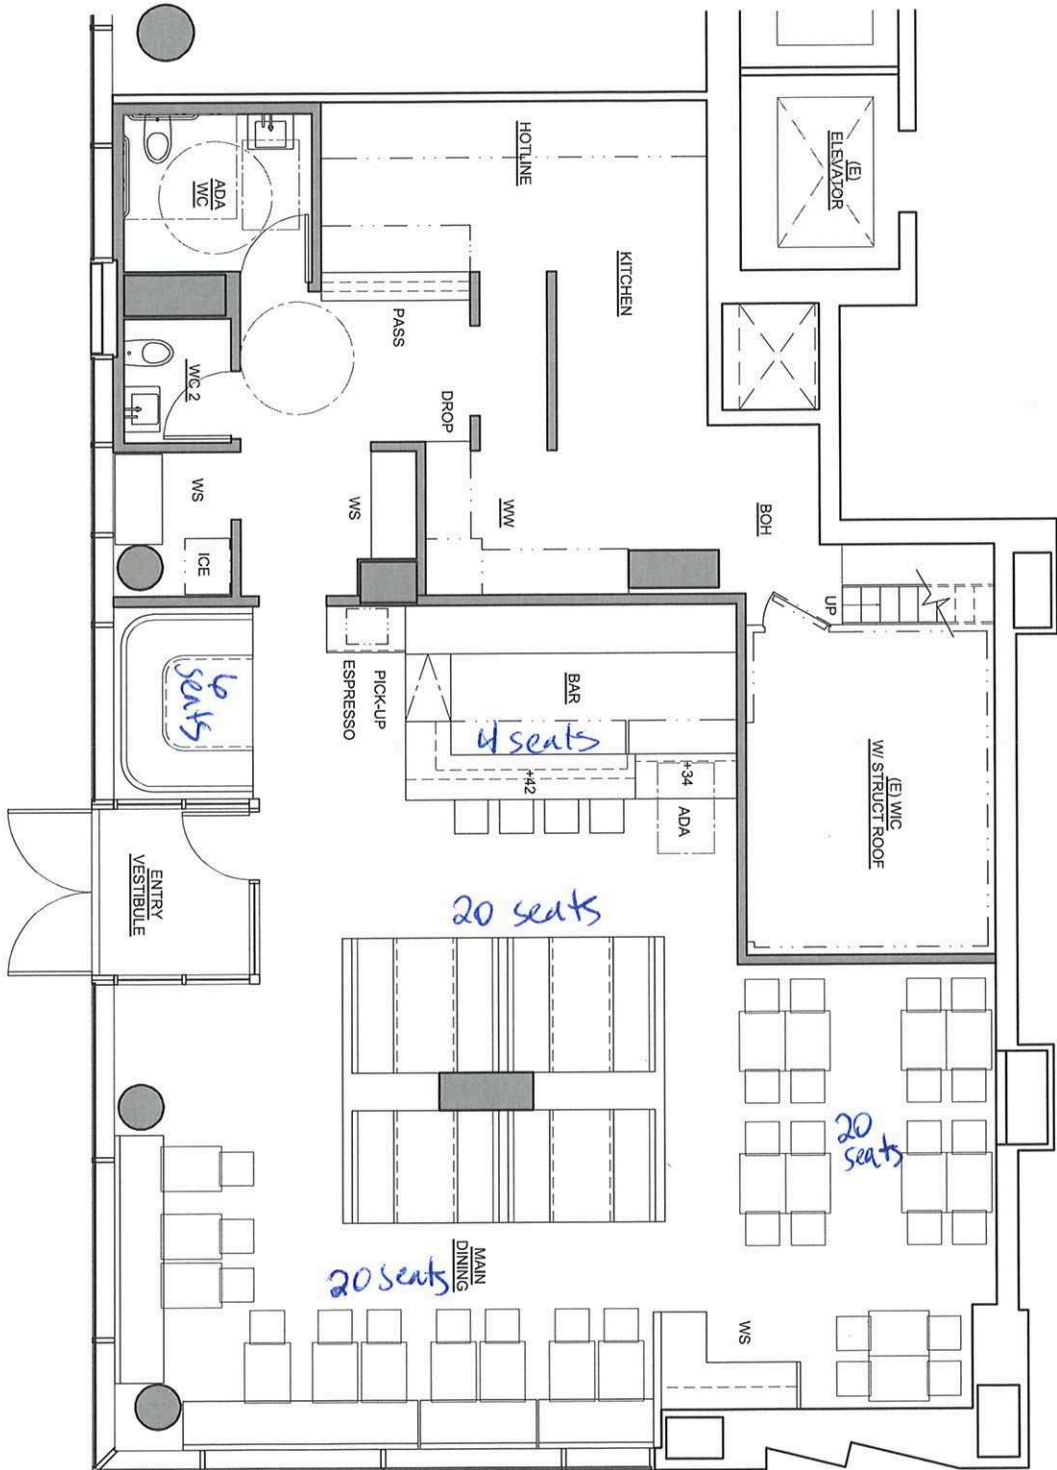 (E)
ELEVATOR
HOTLINE
ADA
WC
KITCHEN
PASS
WC 2
DROP
WS
WS
WW
BOH
ICE
UP
PICK-UP
ESPRESSO
BAR
6
seats
4 seats
+42
+34
ADA
(E) WIC
W/ STRUCT ROOF
ENTRY
VESTIBULE
20 seats
20
seats
MAIN
DINING
20 seats
WS